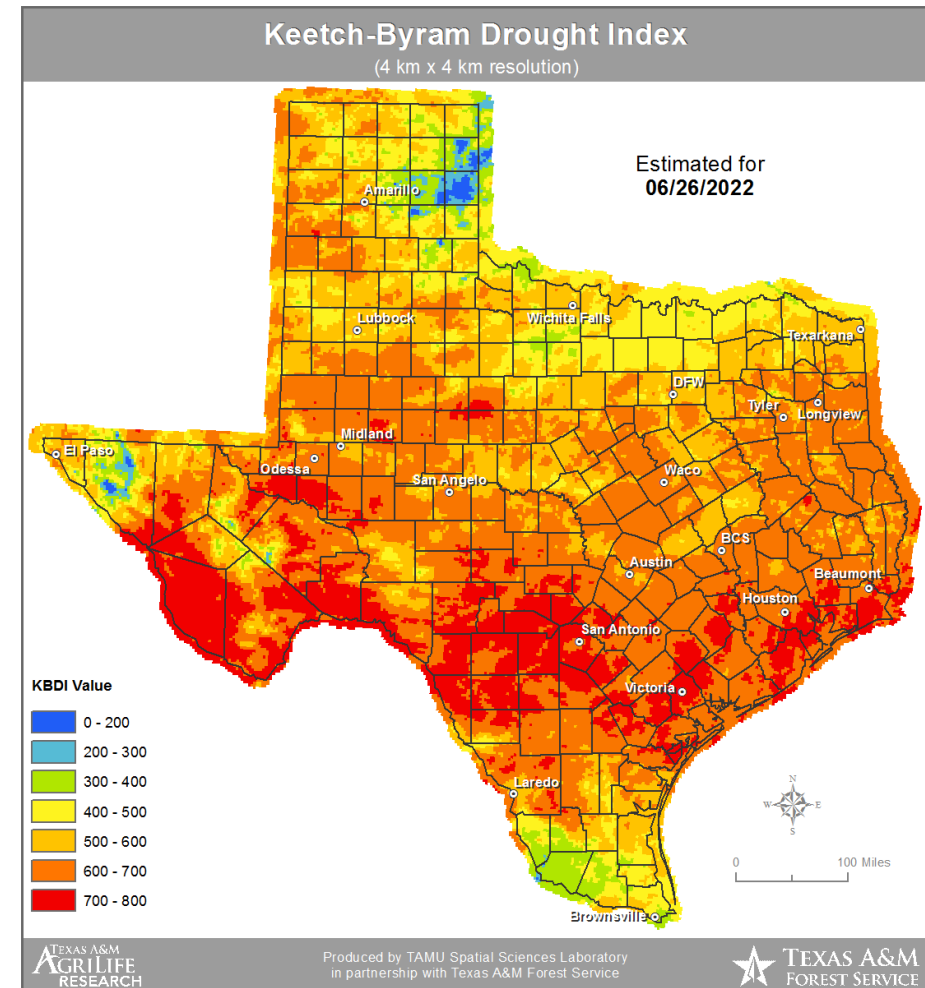 Keetch-Byram Drought Index
(4 km x 4 km resolution)
Estimated for
06/26/2022
Amarillo
Lubbock
Wichita Falls
Texarkana
DFW
Tyler
Longview
Midland
El Paso
Odessa
San Angelo
Waco
BCS
Austin
Beaumont
Houston
San Antonio
Victoria
Laredo
Brownsville
KBDI Value
0 - 200
200 - 300
300 - 400
400 - 500
500 - 600
600 - 700
700 - 800
N
W
E
S
0 100 Miles
TEXAS A&M
AGRILIFE
RESEARCH
Produced by TAMU Spatial Sciences Laboratory
in partnership with Texas A&M Forest Service
TEXAS A&M
FOREST SERVICE